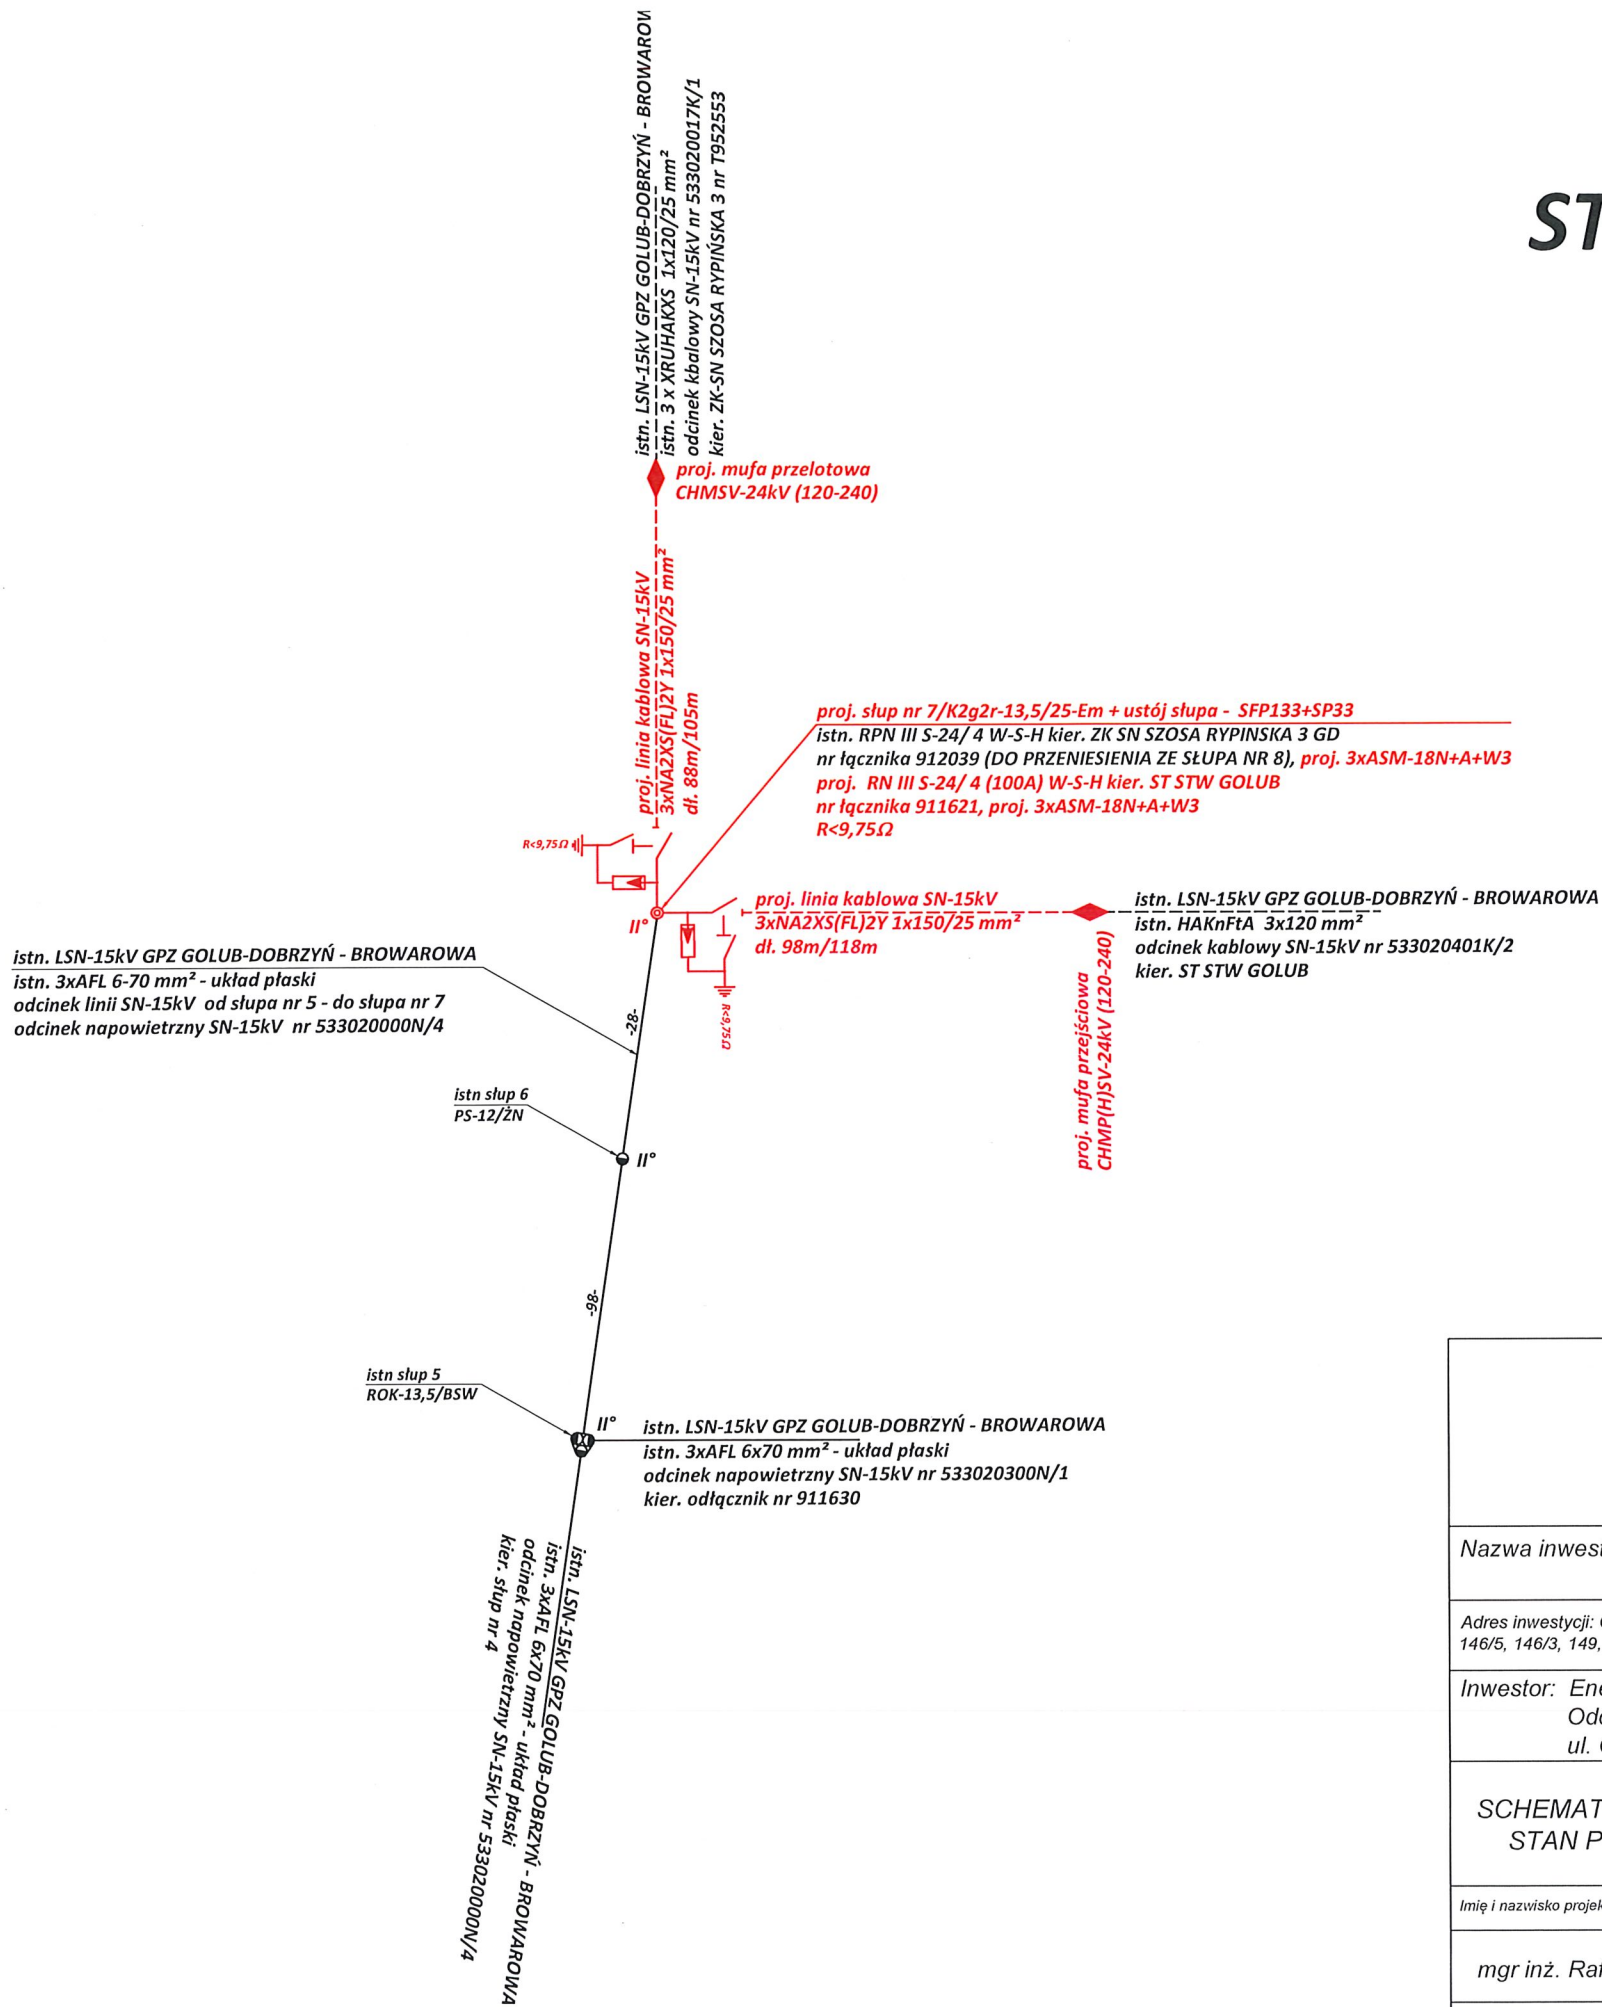 istn. LSN-15kV GPZ GOLUB-DOBRZYŃ - BROWAROW
istn. 3 x XRUHAKXS 1x120/25 mm²
odcinek kbalowy SN-15kV nr 533020017K/1
kier. ZK-SN SZOSA RYPIŃSKA 3 nr T952553
ST
proj. mufa przelotowa
CHMSV-24kV (120-240)
proj. linia kablowa SN-15kV
3xNA2XS(FL)2Y 1x150/25 mm²
dł. 88m/105m
proj. słup nr 7/K2g2r-13,5/25-Em + ustój słupa - SFP133+SP33
istn. RPN III S-24/ 4 W-S-H kier. ZK SN SZOSA RYPINSKA 3 GD
nr łącznika 912039 (DO PRZENIESIENIA ZE SŁUPA NR 8), proj. 3xASM-18N+A+W3
proj. RN III S-24/ 4 (100A) W-S-H kier. ST STW GOLUB
nr łącznika 911621, proj. 3xASM-18N+A+W3
R<9,75Ω
R<9,75Ω
II°
proj. linia kablowa SN-15kV
3xNA2XS(FL)2Y 1x150/25 mm²
dł. 98m/118m
R<9,75Ω
istn. LSN-15kV GPZ GOLUB-DOBRZYŃ - BROWAROWA
istn. HAKnFtA 3x120 mm²
odcinek kablowy SN-15kV nr 533020401K/2
kier. ST STW GOLUB
proj. mufa przejściowa
CHMP(H)SV-24kV (120-240)
istn. LSN-15kV GPZ GOLUB-DOBRZYŃ - BROWAROWA
istn. 3xAFL 6-70 mm² - układ płaski
odcinek linii SN-15kV od słupa nr 5 - do słupa nr 7
odcinek napowietrzny SN-15kV nr 533020000N/4
-28-
istn słup 6
PS-12/ŻN
II°
-98-
istn słup 5
ROK-13,5/BSW
II°
istn. LSN-15kV GPZ GOLUB-DOBRZYŃ - BROWAROWA
istn. 3xAFL 6x70 mm² - układ płaski
odcinek napowietrzny SN-15kV nr 533020300N/1
kier. odłącznik nr 911630
istn. LSN-15kV GPZ GOLUB-DOBRZYŃ - BROWAROWA
istn. 3xAFL 6x70 mm² - układ płaski
odcinek napowietrzny SN-15kV nr 533020000N/4
kier. słup nr 4
Nazwa inwest
Adres inwestycji:
146/5, 146/3, 149,
Inwestor: Ene
Odd
ul.
SCHEMAT
STAN P
Imię i nazwisko projek
mgr inż. Raf